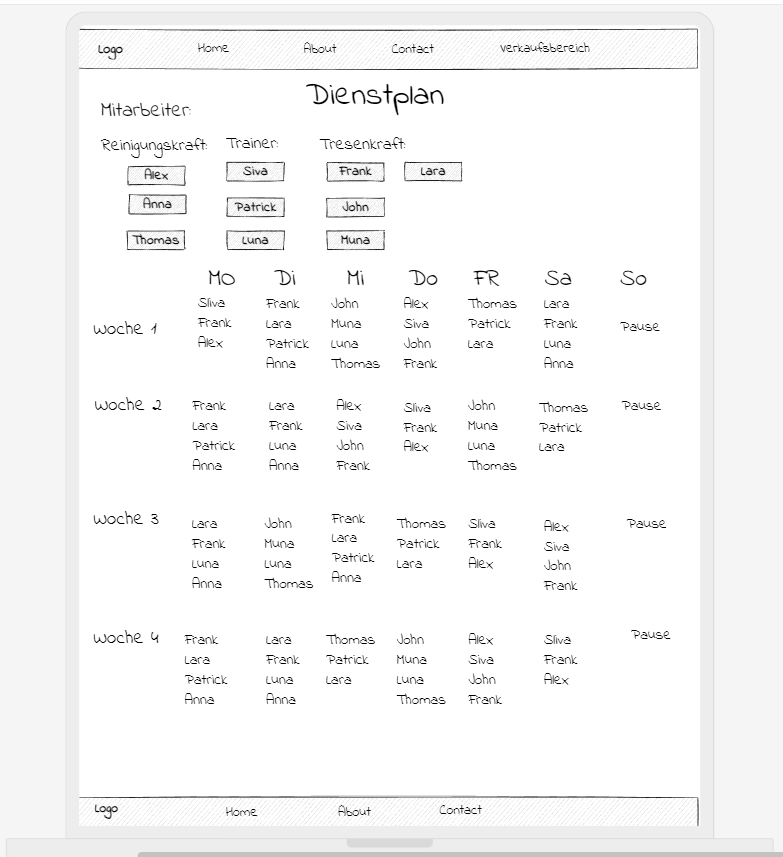 Logo Home About Contact Verkaufsbereich
Dienstplan
Mitarbeiter:
Reinigungskraft: Trainer: Tresenkraft:
Alex Siva Frank Lara
Anna Patrick John
Thomas Luna Muna
MO Di Mi Do FR Sa So
Woche 1
Sliva
Frank
Alex
Frank
Lara
Patrick
Anna
John
Muna
Luna
Thomas
Alex
Siva
John
Frank
Thomas
Patrick
Lara
Lara
Frank
Luna
Anna
Pause
Woche 2
Frank
Lara
Patrick
Anna
Lara
Frank
Luna
Anna
Alex
Siva
John
Frank
Sliva
Frank
Alex
John
Muna
Luna
Thomas
Thomas
Patrick
Lara
Pause
Woche 3
Lara
Frank
Luna
Anna
John
Muna
Luna
Thomas
Frank
Lara
Patrick
Anna
Thomas
Patrick
Lara
Sliva
Frank
Alex
Alex
Siva
John
Frank
Pause
Woche 4
Frank
Lara
Patrick
Anna
Lara
Frank
Luna
Anna
Thomas
Patrick
Lara
John
Muna
Luna
Thomas
Alex
Siva
John
Frank
Sliva
Frank
Alex
Pause
Logo Home About Contact